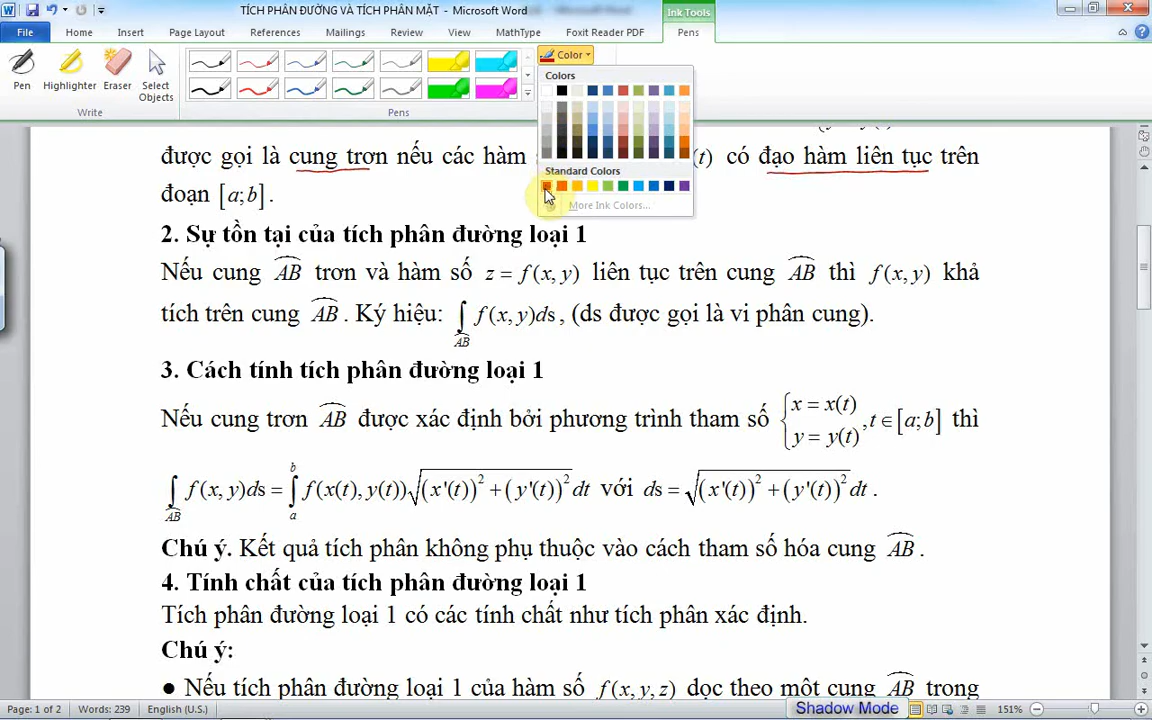 TÍCH PHÂN ĐƯỜNG VÀ TÍCH PHÂN MẶT - Microsoft Word
Ink Tools
File Home Insert Page Layout References Mailings Review View MathType Foxit Reader PDF Pens
Color
Pen Highlighter Eraser Select Objects
Write Pens
Colors
Standard Colors
More Ink Colors...
được gọi là cung trơn nếu các hàm (t) có đạo hàm liên tục trên
đoạn [a;b].
2. Sự tồn tại của tích phân đường loại 1
Nếu cung AB trơn và hàm số z = f(x, y) liên tục trên cung AB thì f(x, y) khả
tích trên cung AB. Ký hiệu: ∫AB f(x, y)ds, (ds được gọi là vi phân cung).
3. Cách tính tích phân đường loại 1
Nếu cung trơn AB được xác định bởi phương trình tham số {x = x(t) y = y(t), t ∈ [a;b] thì
∫AB f(x, y)ds = ∫a^b f(x(t), y(t))√(x'(t))² + (y'(t))² dt với ds = √(x'(t))² + (y'(t))² dt.
Chú ý. Kết quả tích phân không phụ thuộc vào cách tham số hóa cung AB.
4. Tính chất của tích phân đường loại 1
Tích phân đường loại 1 có các tính chất như tích phân xác định.
Chú ý:
● Nếu tích phân đường loại 1 của hàm số f(x, y, z) dọc theo một cung AB trong
Page: 1 of 2 Words: 239 English (U.S.) Shadow Mode 151%